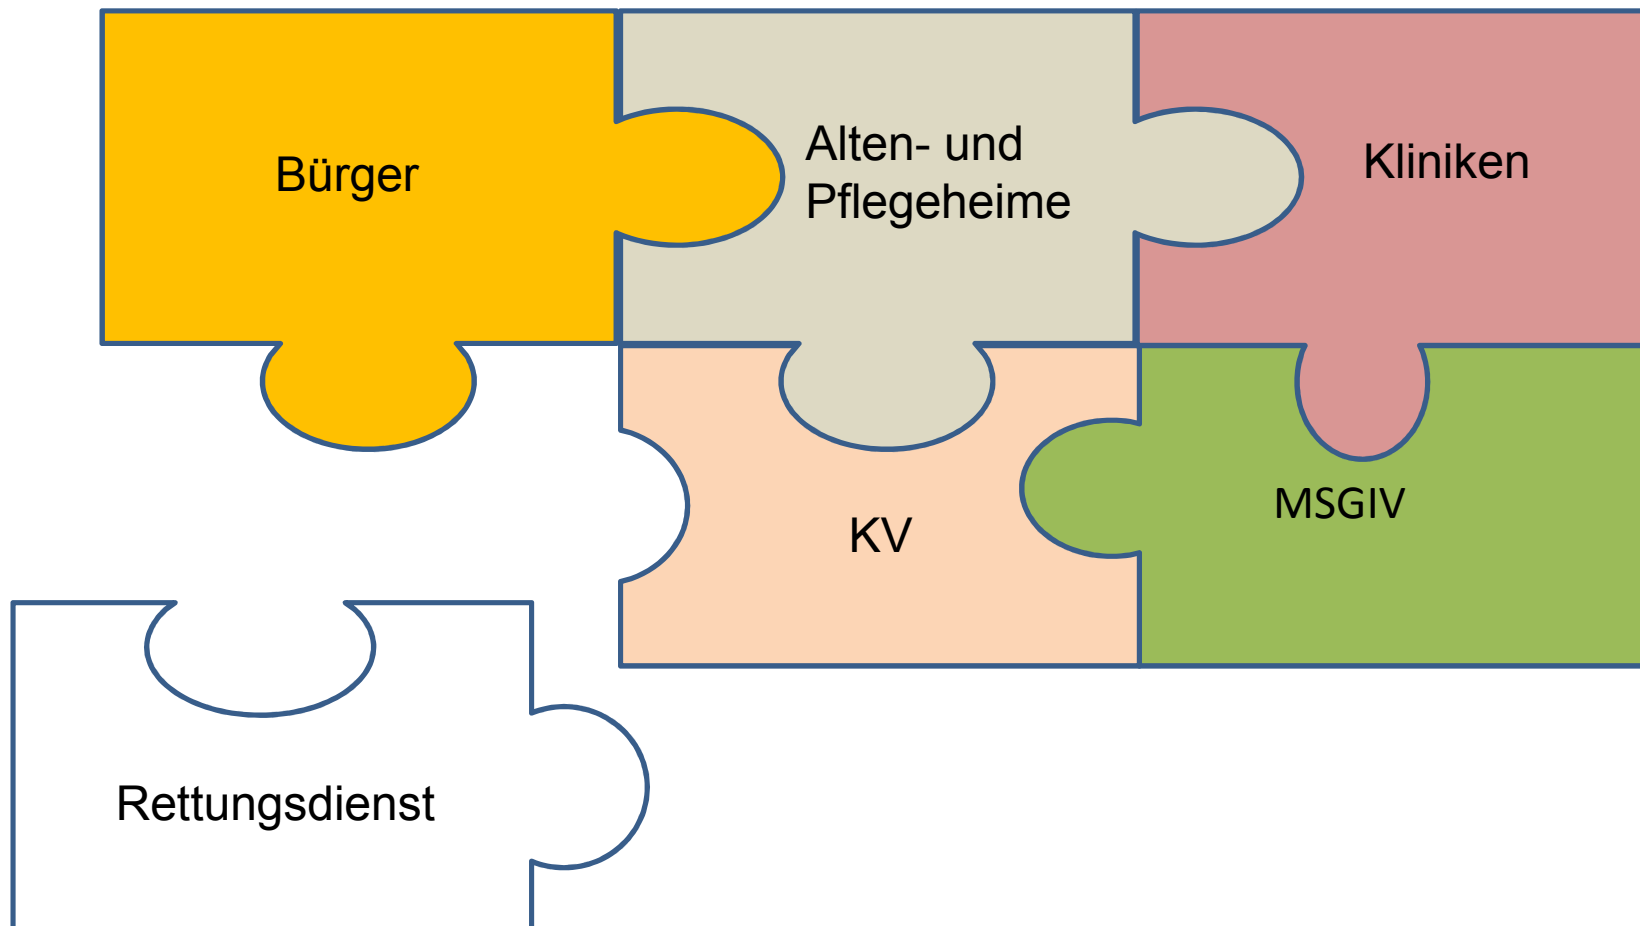 Bürger
Alten- und
Pflegeheime
Kliniken
KV
MSGIV
Rettungsdienst